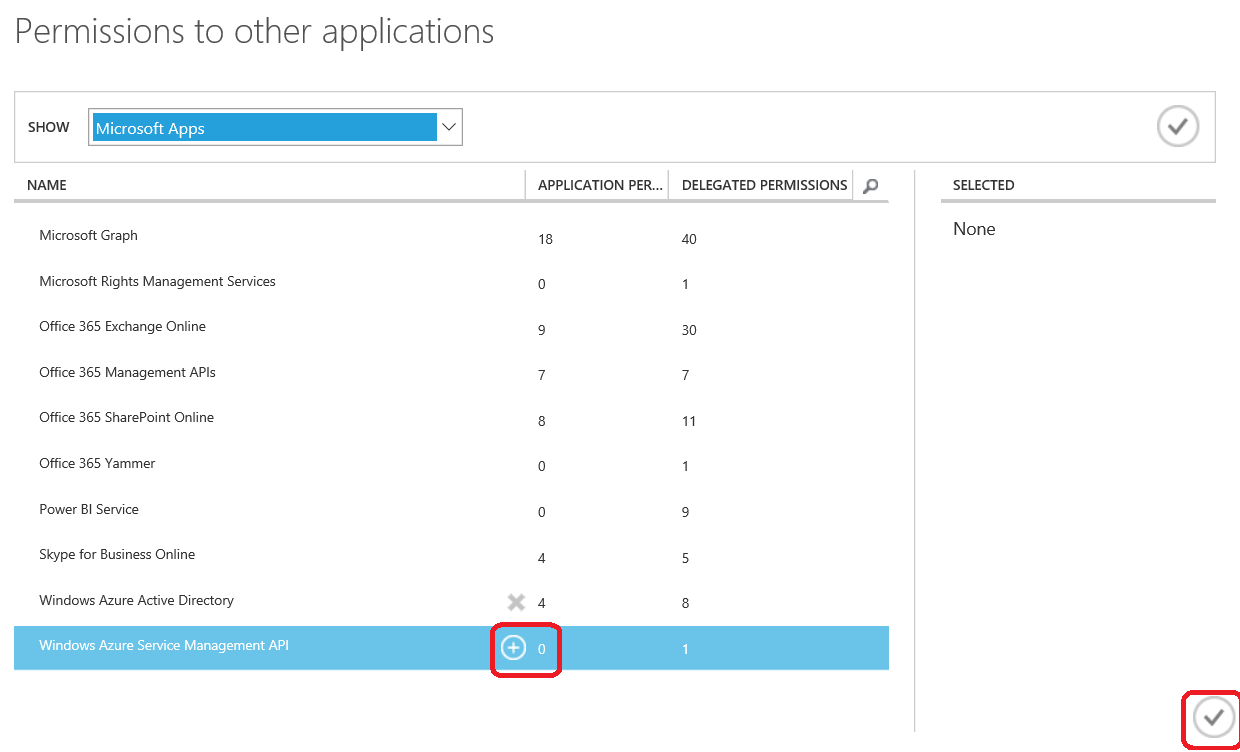 Permissions to other applications
SHOW Microsoft Apps
NAME APPLICATION PER... DELEGATED PERMISSIONS SELECTED
Microsoft Graph 18 40 None
Microsoft Rights Management Services 0 1
Office 365 Exchange Online 9 30
Office 365 Management APIs 7 7
Office 365 SharePoint Online 8 11
Office 365 Yammer 0 1
Power BI Service 0 9
Skype for Business Online 4 5
Windows Azure Active Directory 4 8
Windows Azure Service Management API 0 1